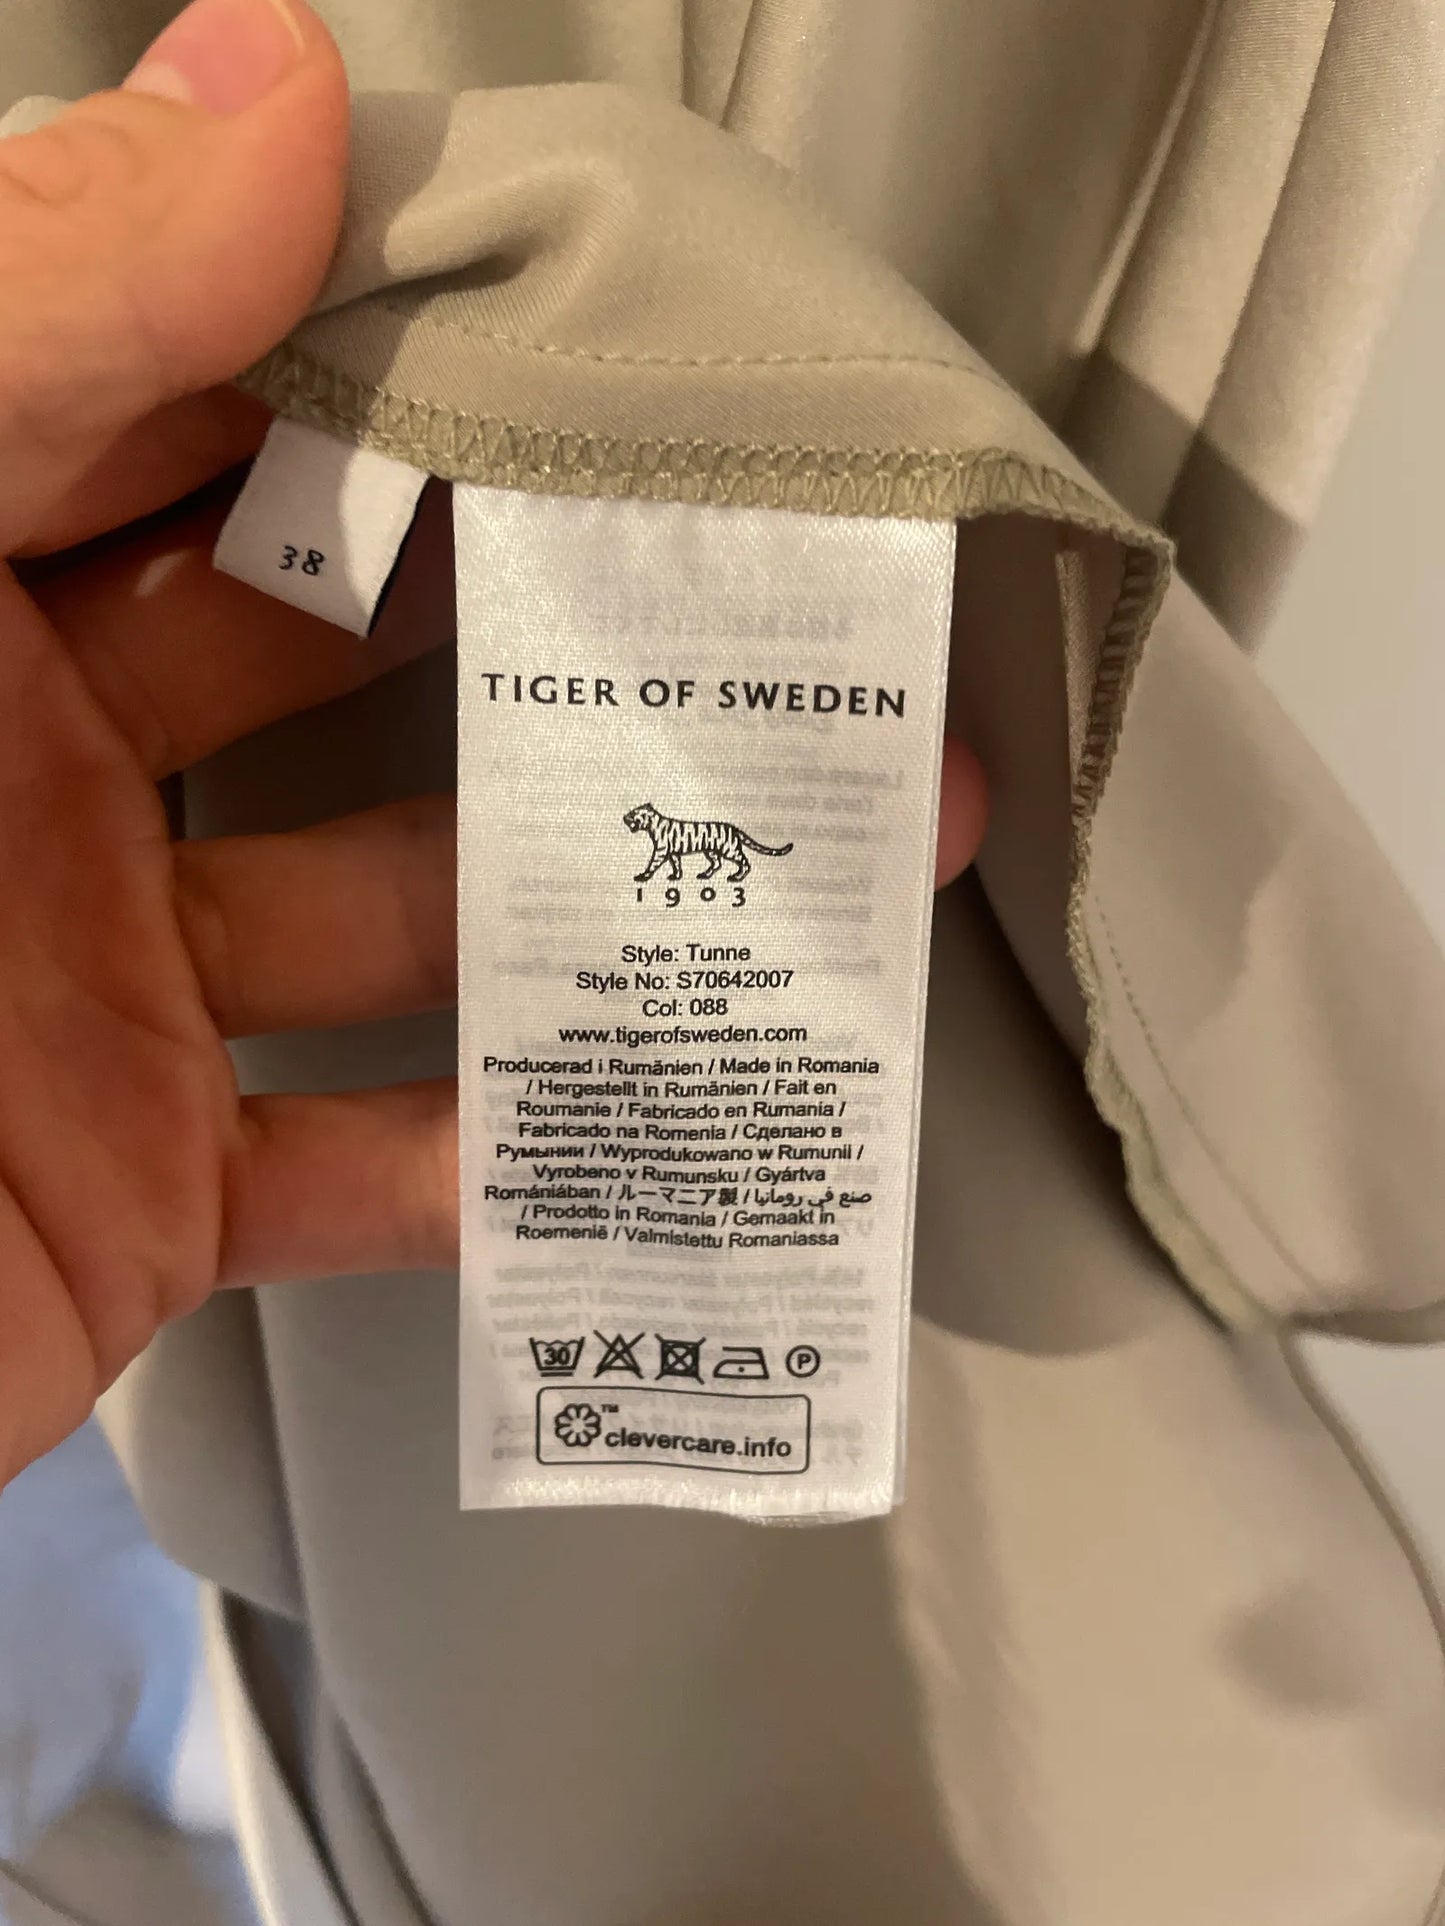 38
TIGER OF SWEDEN
1903
Style: Tunne
Style No: S70642007
Col: 088
www.tigerofsweden.com
Producerad i Rumänien / Made in Romania
/ Hergestellt in Rumänien / Fait en
Roumanie / Fabricado en Rumania /
Fabricado na Romenia / Сделано в
Румынии / Wyprodukowano w Rumunii /
Vyrobeno v Rumunsku / Gyártva
Romániában / ルーマニア製 / صنع في رومانيا
/ Prodotto in Romania / Gemaakt in
Roemenië / Valmistettu Romaniassa
30 P
™
clevercare.info